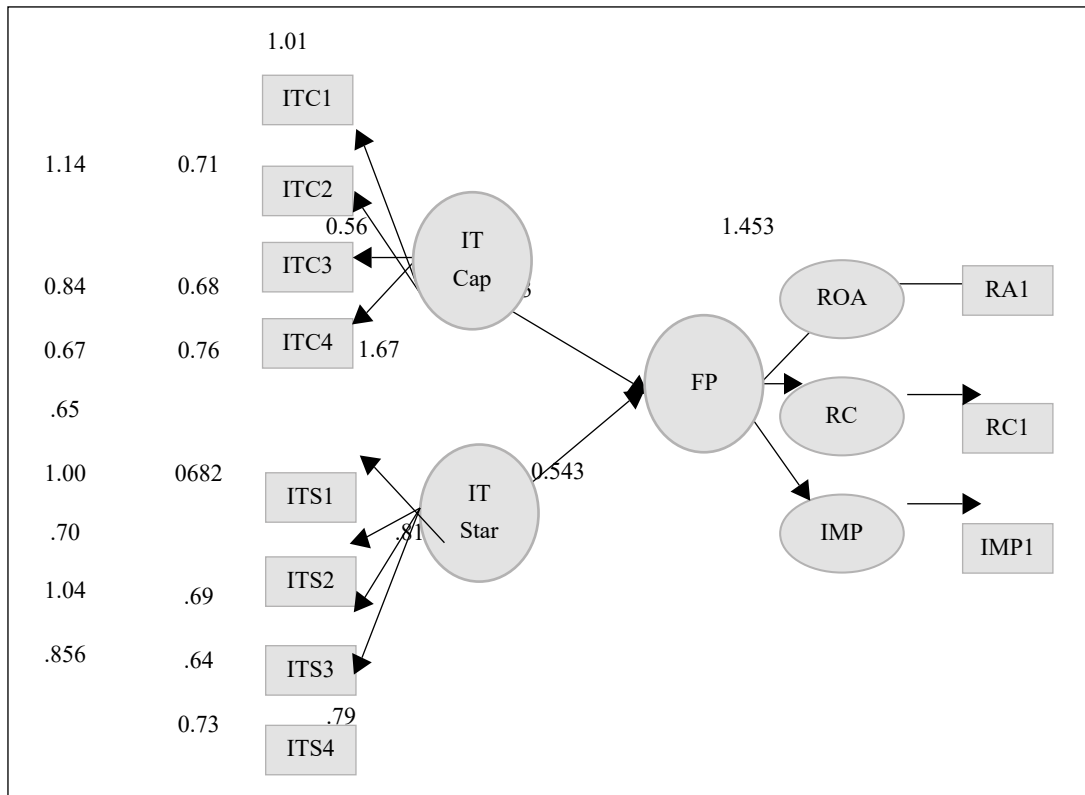 1.01
ITC1
1.14 0.71
ITC2
0.56
IT
Cap
1.453
ITC3
0.84 0.68
ROA
RA1
ITC4
0.67 0.76
1.67
FP
.65
RC
RC1
1.00 0682
ITS1
IT
Star
0.543
.70
.81
IMP
IMP1
ITS2
1.04 .69
.856 .64
ITS3
0.73
.79
ITS4